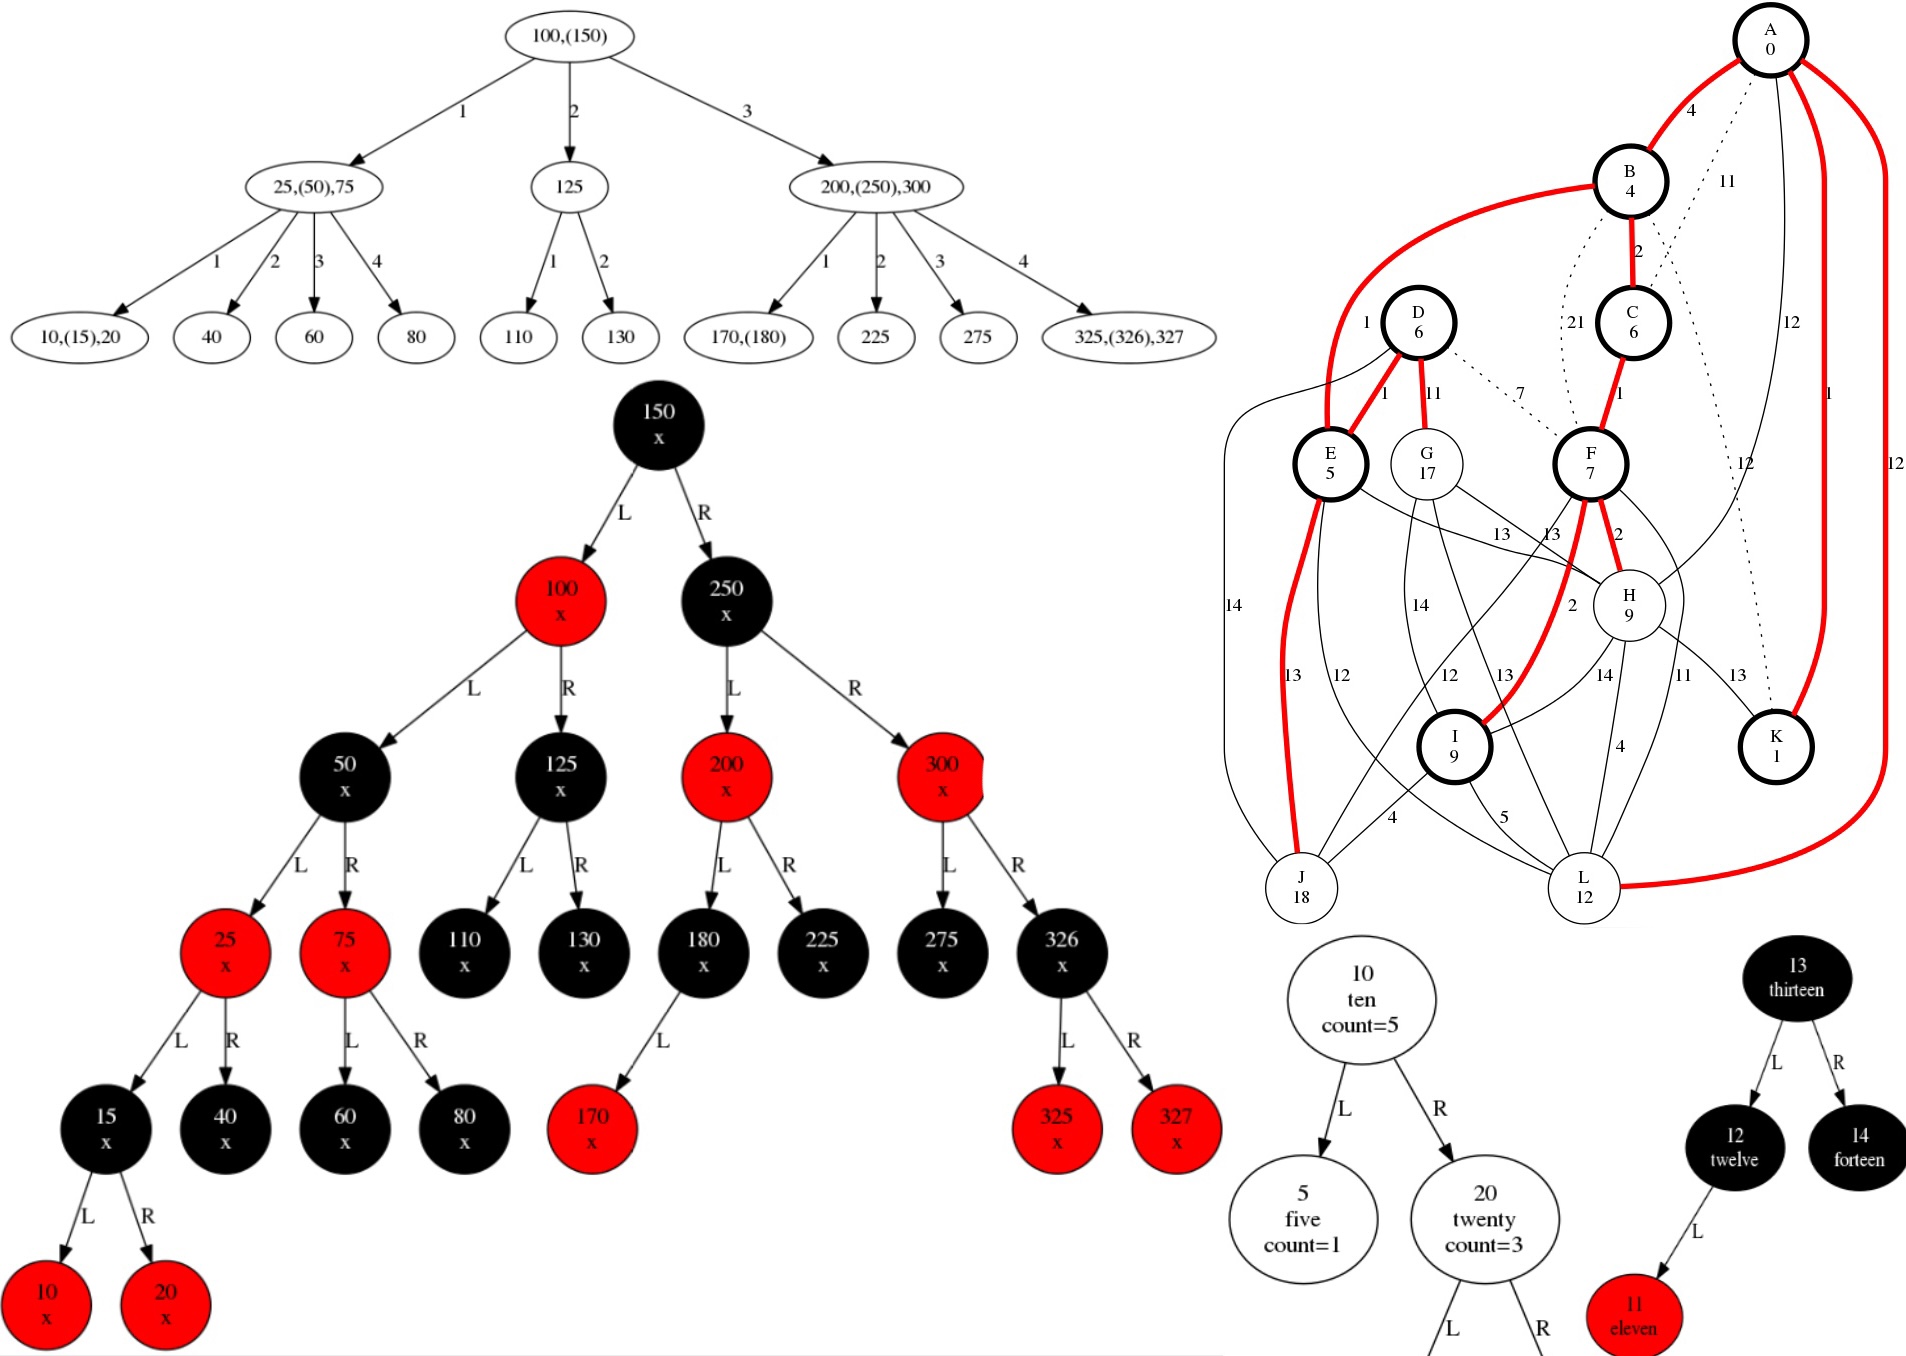 100,(150)
1
2
3
25,(50),75
125
200,(250),300
1
2
3
4
1
2
1
2
3
4
10,(15),20
40
60
80
110
130
170,(180)
225
275
325,(326),327
150
x
L
R
100
x
250
x
L
R
L
R
50
x
125
x
200
x
300
x
L
R
L
R
L
R
L
R
25
x
75
x
110
x
130
x
180
x
225
x
275
x
326
x
L
R
L
R
L
L
R
15
x
40
x
60
x
80
x
170
x
325
x
327
x
L
R
10
x
20
x
A
0
4
11
B
4
2
D
6
C
6
1
21
12
1
11
7
1
1
E
5
G
17
F
7
12
12
13
13
2
H
9
14
14
2
13
12
12
13
14
11
13
I
9
K
1
4
4
5
J
18
L
12
10
ten
count=5
L
R
5
five
count=1
20
twenty
count=3
L
R
13
thirteen
L
R
12
twelve
14
forteen
L
11
eleven